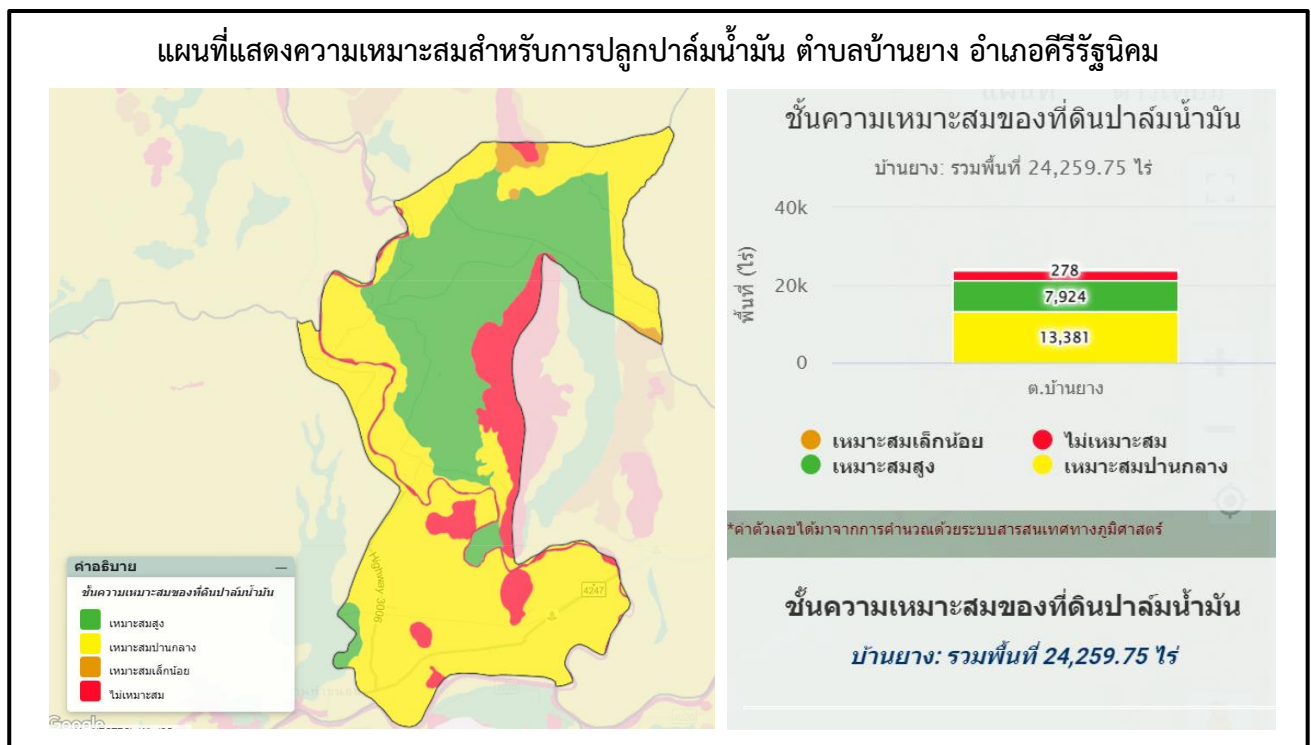 แผนที่แสดงความเหมาะสมสำหรับการปลูกปาล์มน้ำมัน ตำบลบ้านยาง อำเภอคีรีรัฐนิคม
Highway 3006
4247
คำอธิบาย
ชั้นความเหมาะสมของที่ดินปาล์มน้ำมัน
เหมาะสมสูง
เหมาะสมปานกลาง
เหมาะสมเล็กน้อย
ไม่เหมาะสม
Google
ชั้นความเหมาะสมของที่ดินปาล์มน้ำมัน
บ้านยาง: รวมพื้นที่ 24,259.75 ไร่
40k
20k
0
พื้นที่ (ไร่)
278
7,924
13,381
ต.บ้านยาง
เหมาะสมเล็กน้อย ไม่เหมาะสม
เหมาะสมสูง เหมาะสมปานกลาง
*ค่าตัวเลขได้มาจากการคำนวณด้วยระบบสารสนเทศทางภูมิศาสตร์
ชั้นความเหมาะสมของที่ดินปาล์มน้ำมัน
บ้านยาง: รวมพื้นที่ 24,259.75 ไร่